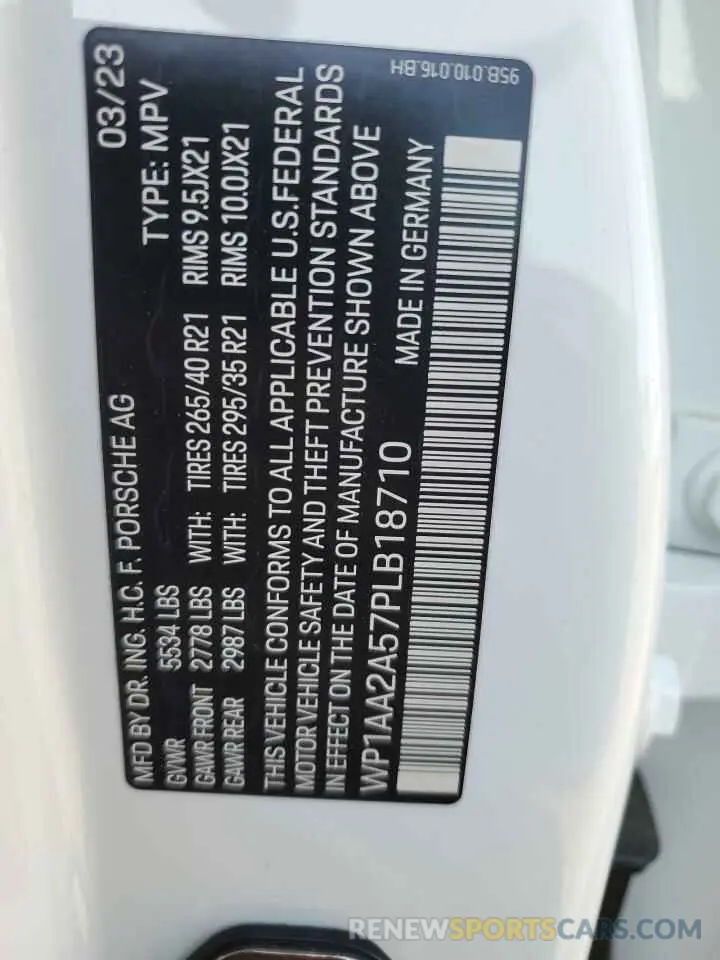 MFD BY DR. ING. H.C. F. PORSCHE AG 03/23
GVWR 5534 LBS TYPE: MPV
GAWR FRONT 2778 LBS WITH: TIRES 265/40 R21 RIMS 9.5JX21
GAWR REAR 2987 LBS WITH: TIRES 295/35 R21 RIMS 10.0JX21
THIS VEHICLE CONFORMS TO ALL APPLICABLE U.S.FEDERAL
MOTOR VEHICLE SAFETY AND THEFT PREVENTION STANDARDS
IN EFFECT ON THE DATE OF MANUFACTURE SHOWN ABOVE
WP1AA2A57PLB18710 MADE IN GERMANY
95B.010.016.BH
RENEWSPORTSCARS.COM